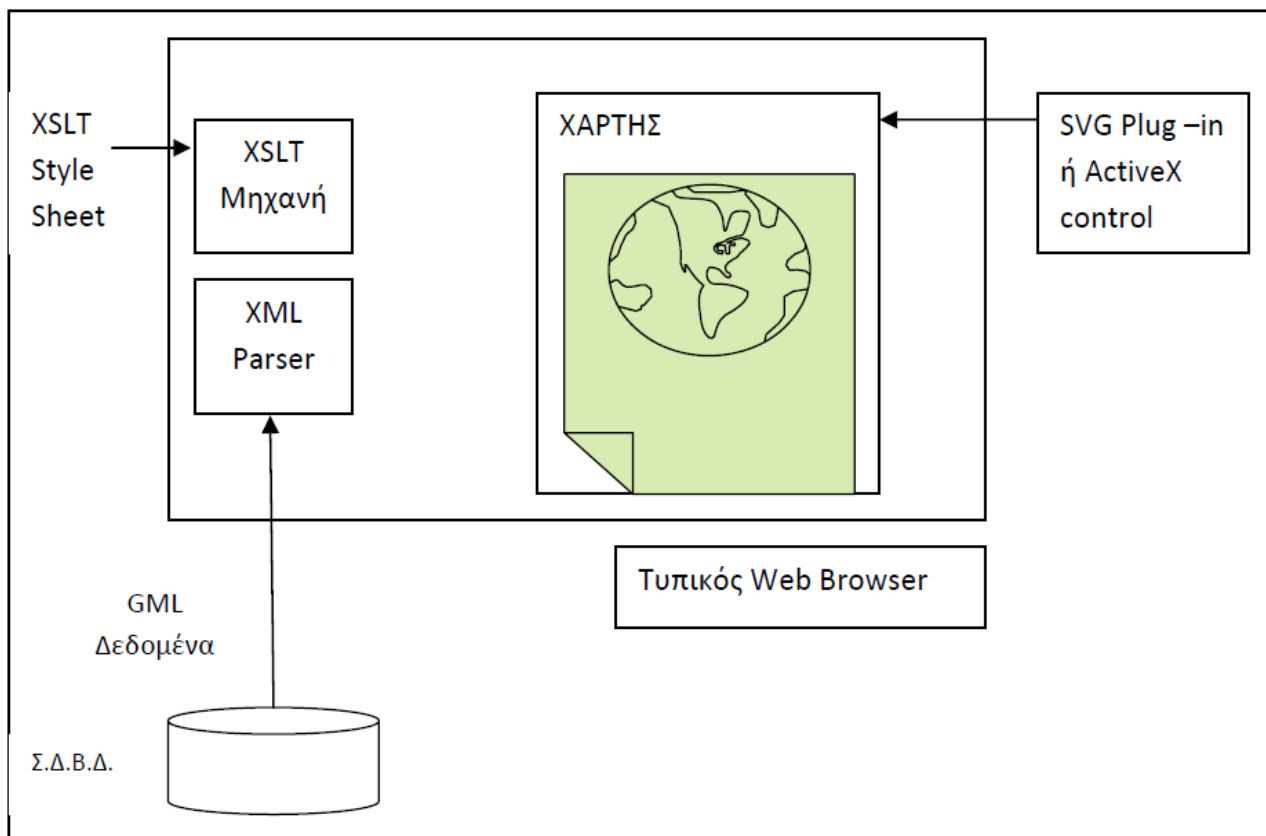 XSLT
Style
Sheet
XSLT
Μηχανή
XML
Parser
ΧΑΡΤΗΣ
SVG Plug –in
ή ActiveX
control
Τυπικός Web Browser
GML
Δεδομένα
Σ.Δ.Β.Δ.